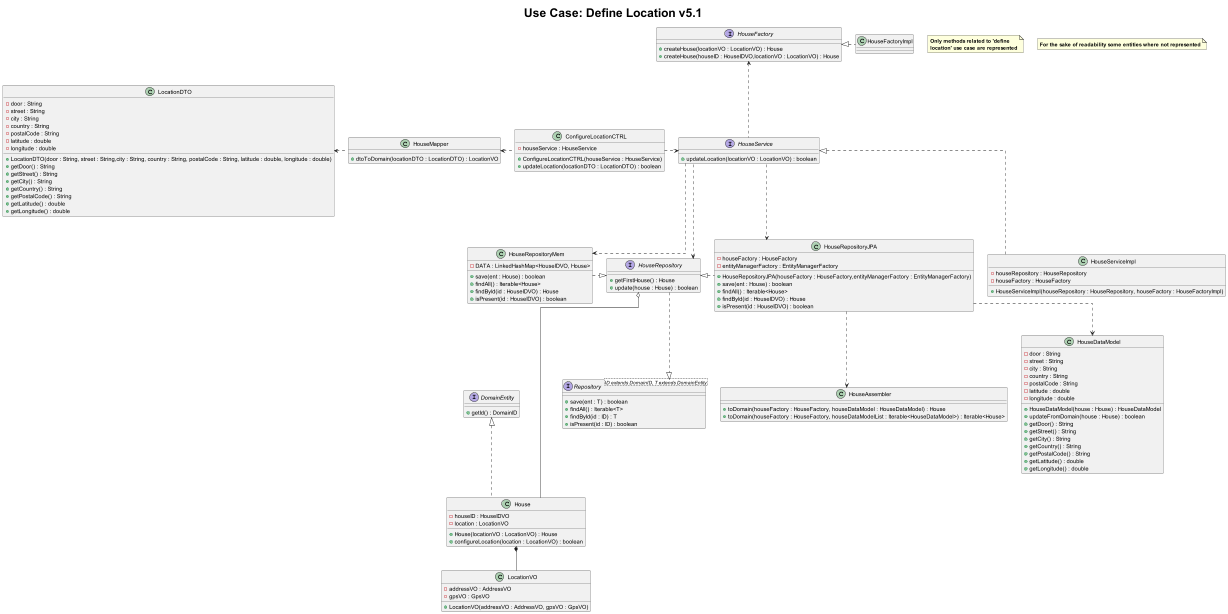 Use Case: Define Location v5.1
HouseFactory
createHouse(locationVO : LocationVO) : House
createHouse(houseID : HouseIDVO,locationVO : LocationVO) : House
HouseFactoryImpl
Only methods related to 'define
location' use case are represented
For the sake of readability some entities where not represented
LocationDTO
door : String
street : String
city : String
country : String
postalCode : String
latitude : double
longitude : double
LocationDTO(door : String, street : String,city : String, country : String, postalCode : String, latitude : double, longitude : double)
getDoor() : String
getStreet() : String
getCity() : String
getCountry() : String
getPostalCode() : String
getLatitude() : double
getLongitude() : double
HouseMapper
dtoToDomain(locationDTO : LocationDTO) : LocationVO
ConfigureLocationCTRL
houseService : HouseService
ConfigureLocationCTRL(houseService : HouseService)
updateLocation(locationDTO : LocationDTO) : boolean
HouseService
updateLocation(locationVO : LocationVO) : boolean
HouseRepositoryMem
DATA : LinkedHashMap<HouseIDVO, House>
save(ent : House) : boolean
findAll() : Iterable<House>
findById(id : HouseIDVO) : House
isPresent(id : HouseIDVO) : boolean
HouseRepository
getFirstHouse() : House
update(house : House) : boolean
HouseRepositoryJPA
houseFactory : HouseFactory
entityManagerFactory : EntityManagerFactory
HouseRepositoryJPA(houseFactory : HouseFactory,entityManagerFactory : EntityManagerFactory)
save(ent : House) : boolean
findAll() : Iterable<House>
findById(id : HouseIDVO) : House
isPresent(id : HouseIDVO) : boolean
HouseServiceImpl
houseRepository : HouseRepository
houseFactory : HouseFactory
HouseServiceImpl(houseRepository : HouseRepository, houseFactory : HouseFactoryImpl)
HouseDataModel
door : String
street : String
city : String
country : String
postalCode : String
latitude : double
longitude : double
HouseDataModel(house : House) : HouseDataModel
updateFromDomain(house : House) : boolean
getDoor() : String
getStreet() : String
getCity() : String
getCountry() : String
getPostalCode() : String
getLatitude() : double
getLongitude() : double
DomainEntity
getId() : DomainID
Repository
ID extends DomainID, T extends DomainEntity
save(ent : T) : boolean
findAll() : Iterable<T>
findById(id : ID) : T
isPresent(id : ID) : boolean
HouseAssembler
toDomain(houseFactory : HouseFactory, houseDataModel : HouseDataModel) : House
toDomain(houseFactory : HouseFactory, houseDataModelList : Iterable<HouseDataModel>) : Iterable<House>
House
houseID : HouseIDVO
location : LocationVO
House(locationVO : LocationVO) : House
configureLocation(location : LocationVO) : boolean
LocationVO
addressVO : AddressVO
gpsVO : GpsVO
LocationVO(addressVO : AddressVO, gpsVO : GpsVO)